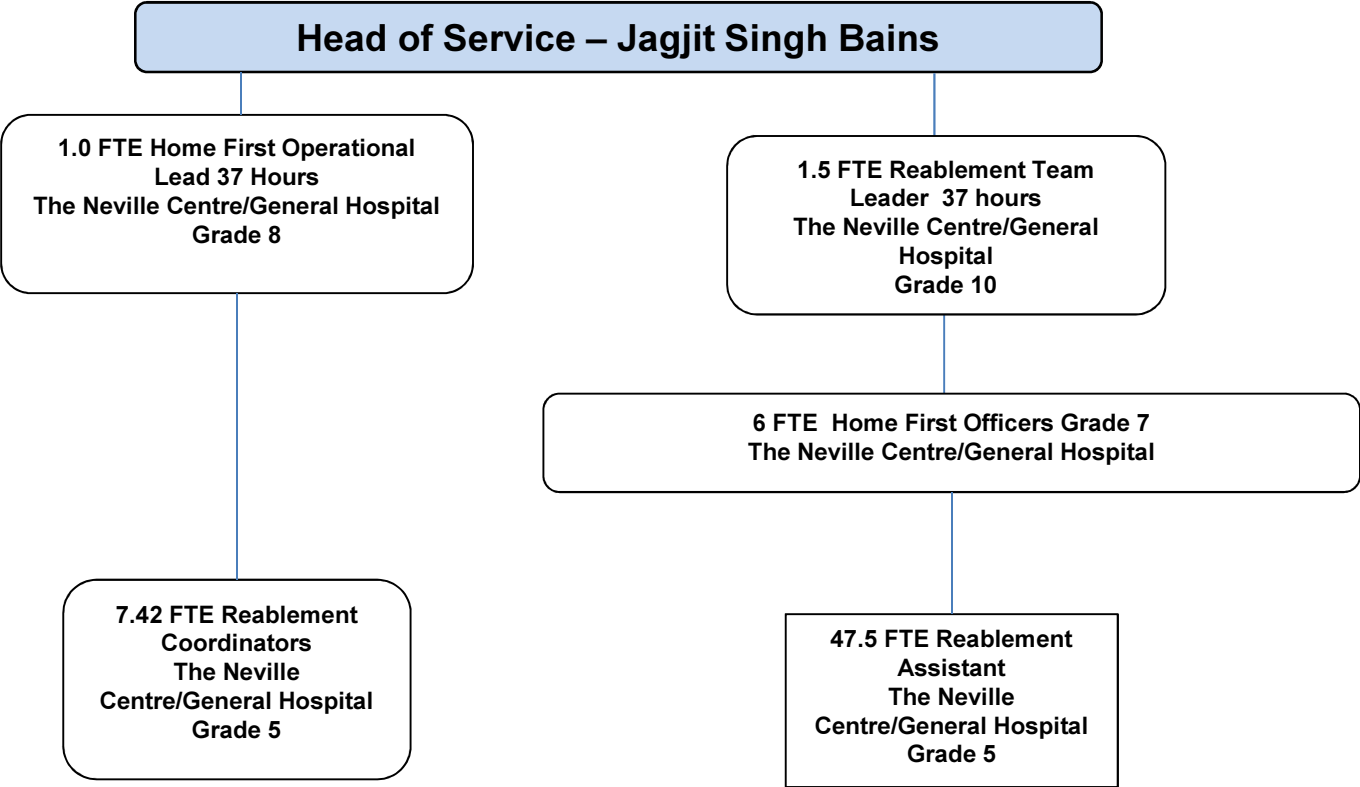 Head of Service – Jagjit Singh Bains
1.0 FTE Home First Operational
Lead 37 Hours
The Neville Centre/General Hospital
Grade 8
1.5 FTE Reablement Team
Leader  37 hours
The Neville Centre/General
Hospital
Grade 10
6 FTE  Home First Officers Grade 7
The Neville Centre/General Hospital
7.42 FTE Reablement
Coordinators
The Neville
Centre/General Hospital
Grade 5
47.5 FTE Reablement
Assistant
The Neville
Centre/General Hospital
Grade 5